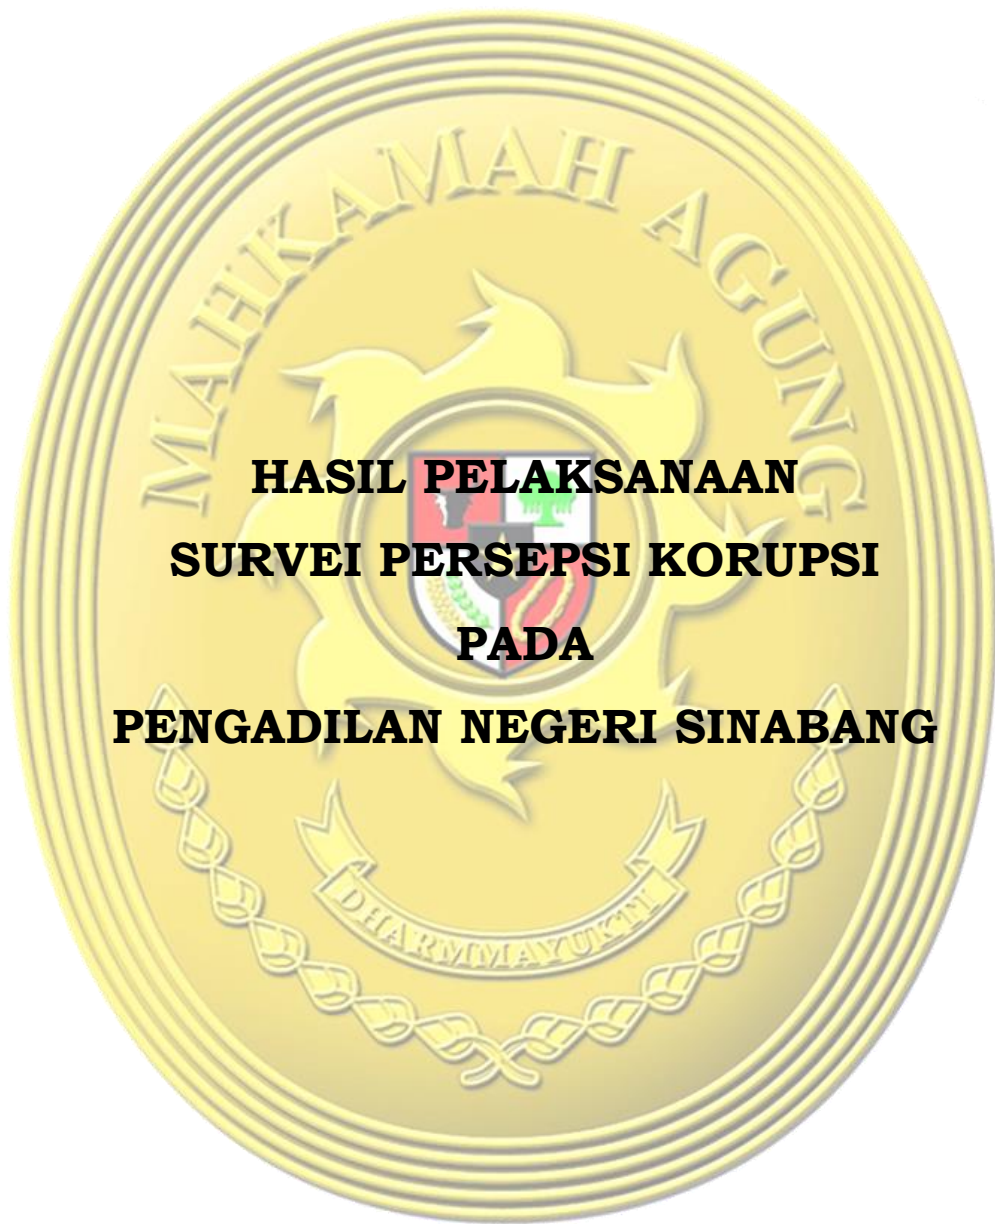 MAHKAMAH AGUNG
HASIL PELAKSANAAN
SURVEI PERSEPSI KORUPSI
PADA
PENGADILAN NEGERI SINABANG
DHARMMAYUKTI